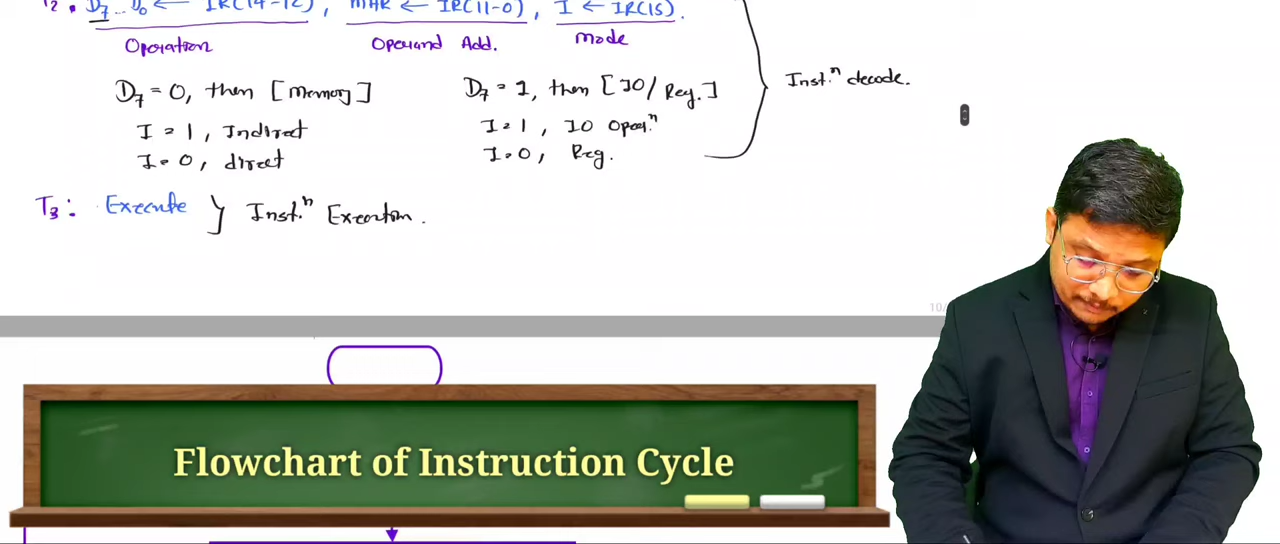 T₂ : D₇...D₀ ← IR(14-12), MAR ← IR(11-0), I ← IR(15).
Operation Operand Add. Mode
D₇ = 0, then [Memory] D₇ = 1, then [IO/Reg.] Inst.ⁿ decode.
I = 1, Indirect I = 1, IO Oper.ⁿ
I = 0, direct I = 0, Reg.
T₃ : Execute } Inst.ⁿ Execution.
10/
Flowchart of Instruction Cycle